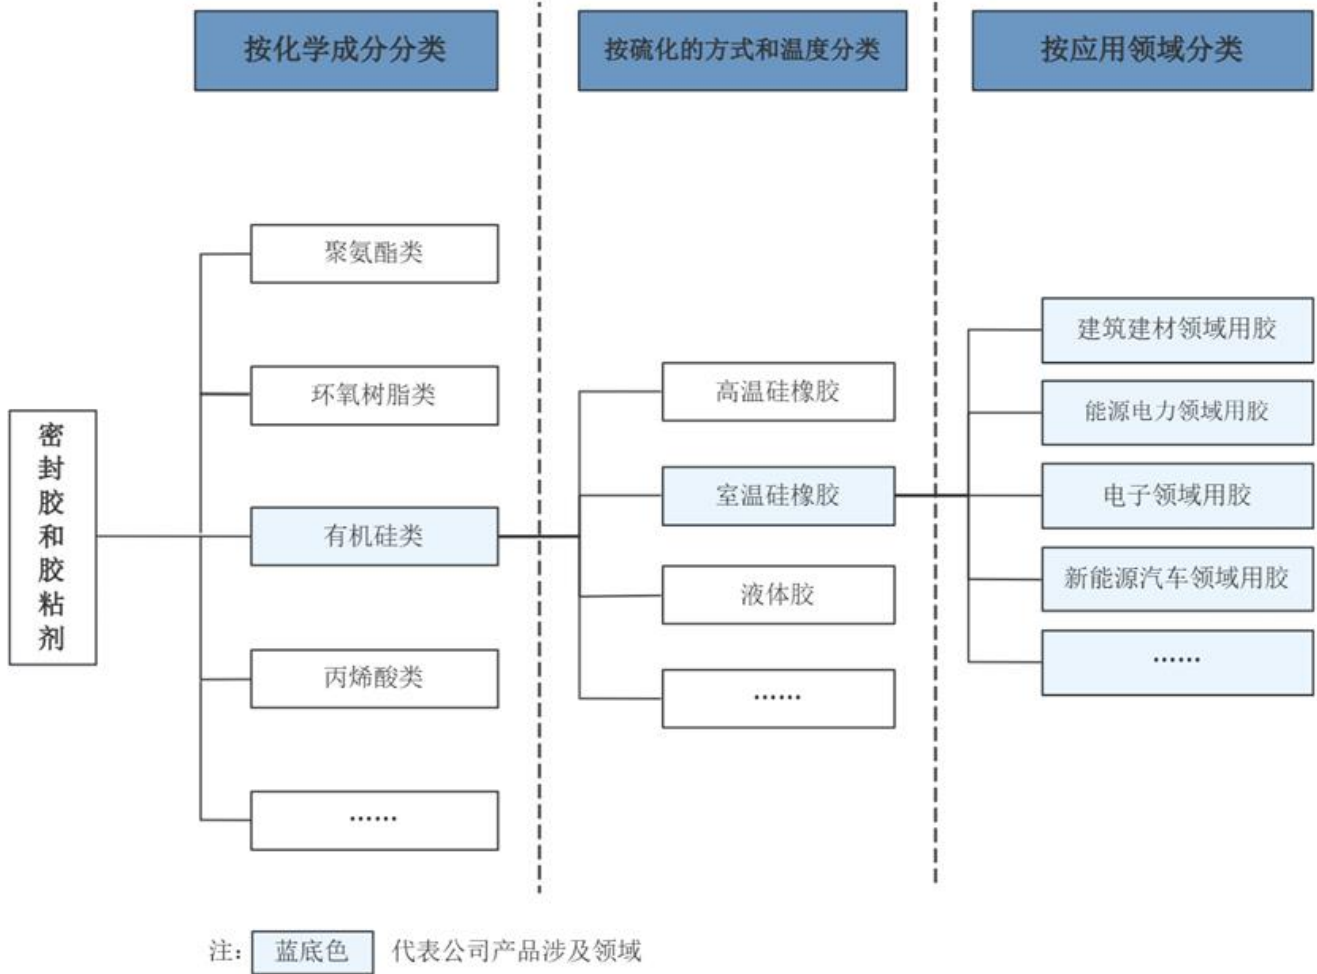 按化学成分分类
按硫化的方式和温度分类
按应用领域分类
密封胶和胶粘剂
聚氨酯类
环氧树脂类
有机硅类
丙烯酸类
……
高温硅橡胶
室温硅橡胶
液体胶
……
建筑建材领域用胶
能源电力领域用胶
电子领域用胶
新能源汽车领域用胶
……
注： 蓝底色 代表公司产品涉及领域